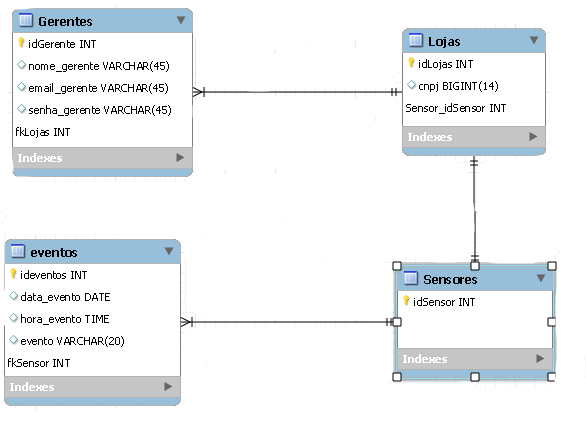 Gerentes
idGerente INT
nome_gerente VARCHAR(45)
email_gerente VARCHAR(45)
senha_gerente VARCHAR(45)
fkLojas INT
Indexes
Lojas
idLojas INT
cnpj BIGINT(14)
Sensor_idSensor INT
Indexes
eventos
ideventos INT
data_evento DATE
hora_evento TIME
evento VARCHAR(20)
fkSensor INT
Indexes
Sensores
idSensor INT
Indexes